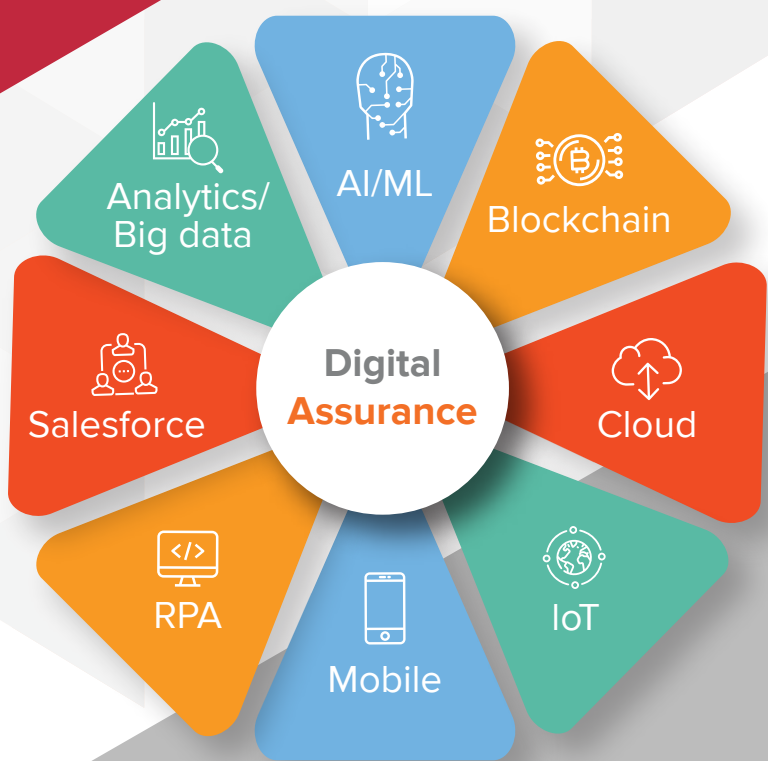 AI/ML
Blockchain
Cloud
IoT
Mobile
RPA
Salesforce
Analytics/
Big data
Digital
Assurance